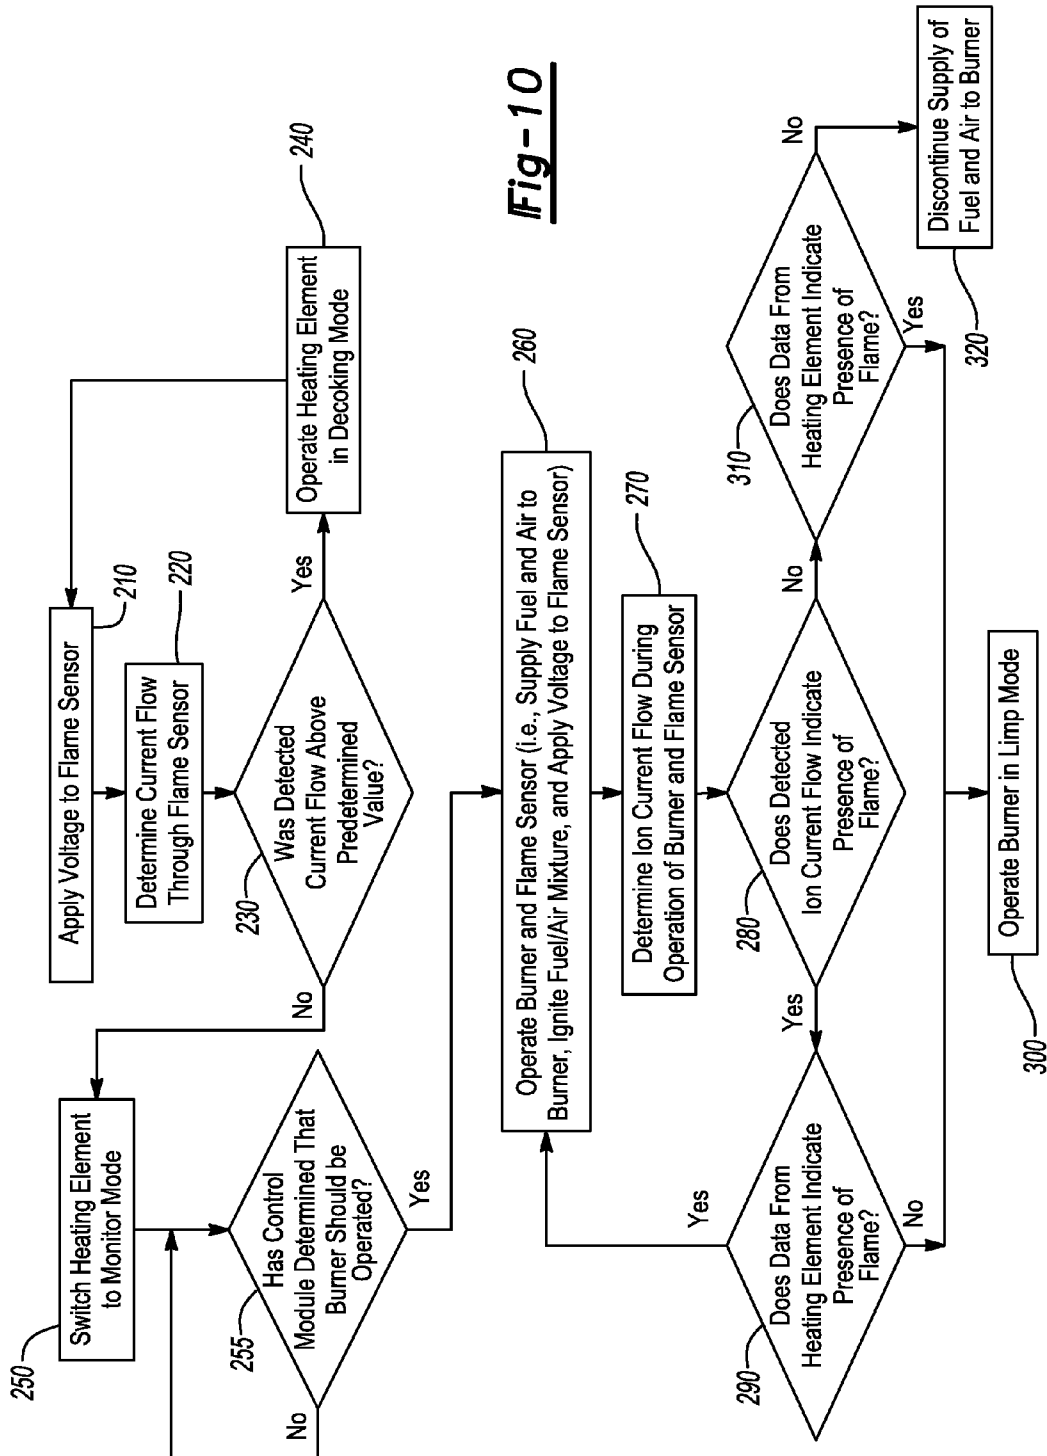 210
Apply Voltage to Flame Sensor
220
Determine Current Flow
Through Flame Sensor
230
Was Detected
Current Flow Above
Predetermined
Value?
Yes
No
240
Operate Heating Element
in Decoking Mode
250
Switch Heating Element
to Monitor Mode
255
Has Control
Module Determined That
Burner Should be
Operated?
No
Yes
Fig-10
260
Operate Burner and Flame Sensor (i.e., Supply Fuel and Air to
Burner, Ignite Fuel/Air Mixture, and Apply Voltage to Flame Sensor)
270
Determine Ion Current Flow During
Operation of Burner and Flame Sensor
280
Does Detected
Ion Current Flow Indicate
Presence of
Flame?
Yes
No
290
Does Data From
Heating Element Indicate
Presence of
Flame?
Yes
No
310
Does Data From
Heating Element Indicate
Presence of
Flame?
No
Yes
300
Operate Burner in Limp Mode
320
Discontinue Supply of
Fuel and Air to Burner